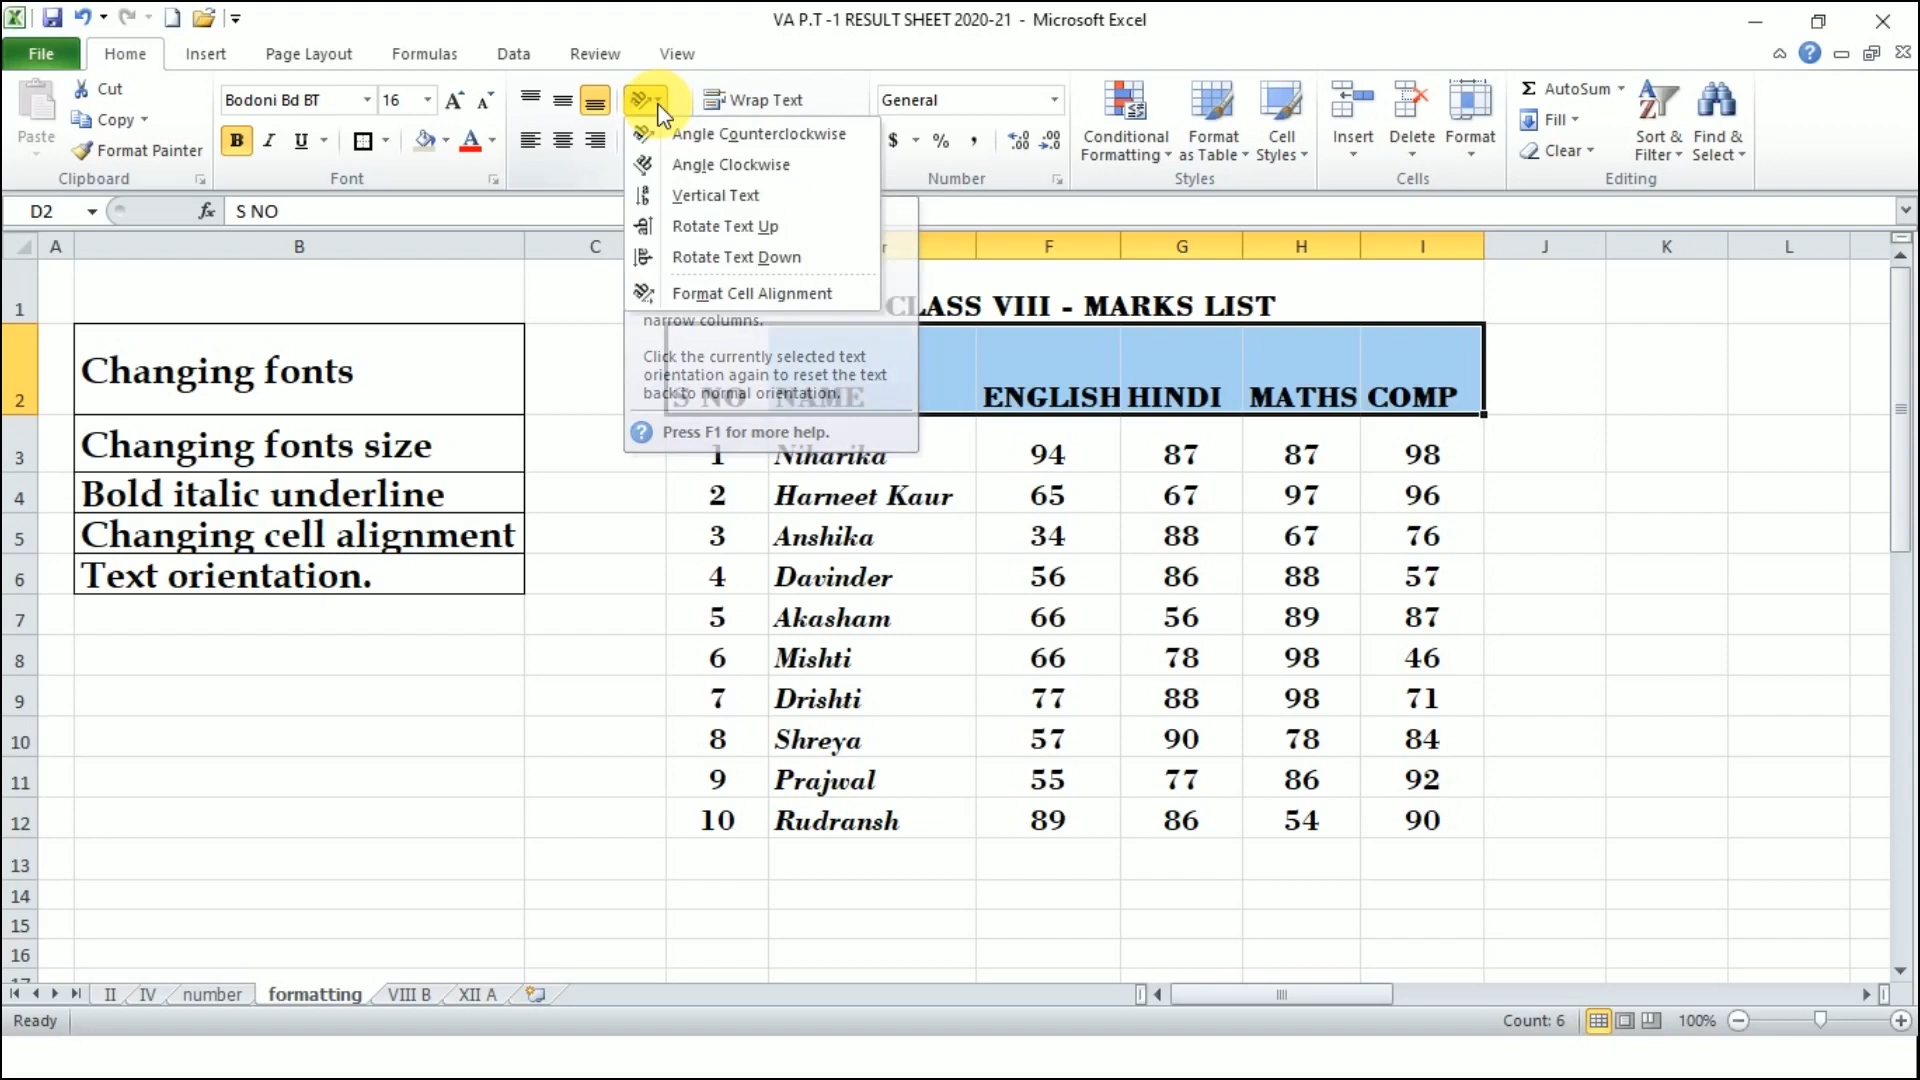 VA P.T -1 RESULT SHEET 2020-21 - Microsoft Excel
File Home Insert Page Layout Formulas Data Review View
Paste
Cut
Copy
Format Painter
Clipboard
Bodoni Bd BT 16
B I U
Font
Wrap Text
General
$ % ,
Number
Conditional Formatting
Format as Table
Cell Styles
Styles
Insert Delete Format
Cells
Σ AutoSum
Fill
Clear
Sort & Filter
Find & Select
Editing
Angle Counterclockwise
Angle Clockwise
Vertical Text
Rotate Text Up
Rotate Text Down
Format Cell Alignment
narrow columns.
Click the currently selected text
orientation again to reset the text
back to normal orientation.
Press F1 for more help.
D2 fx S NO
A B C F G H I J K L
1 CLASS VIII - MARKS LIST
2 Changing fonts S NO NAME ENGLISH HINDI MATHS COMP
3 Changing fonts size 1 Niharika 94 87 87 98
4 Bold italic underline 2 Harneet Kaur 65 67 97 96
5 Changing cell alignment 3 Anshika 34 88 67 76
6 Text orientation. 4 Davinder 56 86 88 57
7 5 Akasham 66 56 89 87
8 6 Mishti 66 78 98 46
9 7 Drishti 77 88 98 71
10 8 Shreya 57 90 78 84
11 9 Prajwal 55 77 86 92
12 10 Rudransh 89 86 54 90
13
14
15
16
17
II IV number formatting VIII B XII A
Ready Count: 6 100%